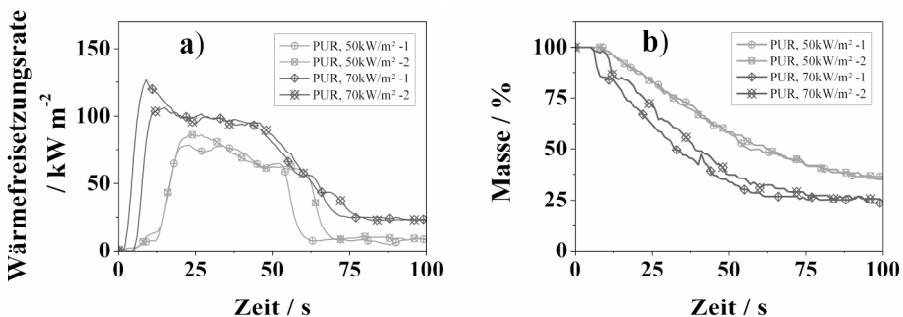 a)
Wärmefreisetzungsrate
/ kW m⁻²
150
100
50
0
PUR, 50kW/m² -1
PUR, 50kW/m² -2
PUR, 70kW/m² -1
PUR, 70kW/m² -2
0 25 50 75 100
Zeit / s
b)
Masse / %
100
75
50
25
0
PUR, 50kW/m² -1
PUR, 50kW/m² -2
PUR, 70kW/m² -1
PUR, 70kW/m² -2
0 25 50 75 100
Zeit / s